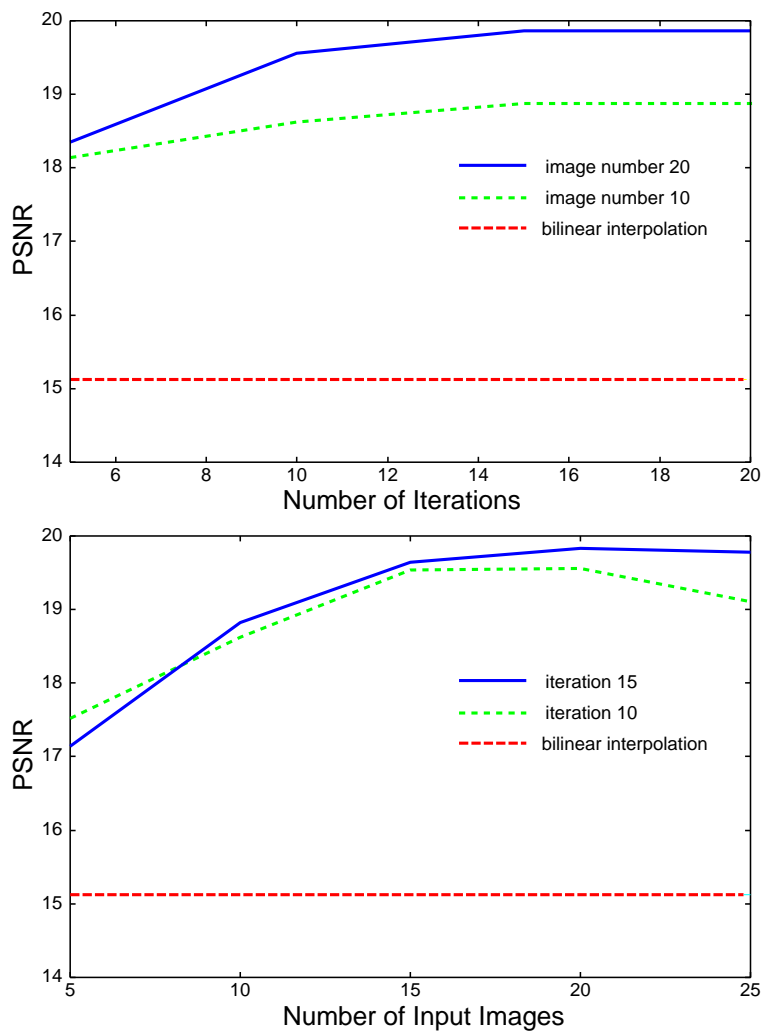 20
19
18
17
16
15
14
PSNR
image number 20
image number 10
bilinear interpolation
6 8 10 12 14 16 18 20
Number of Iterations
20
19
18
17
16
15
14
PSNR
iteration 15
iteration 10
bilinear interpolation
5 10 15 20 25
Number of Input Images